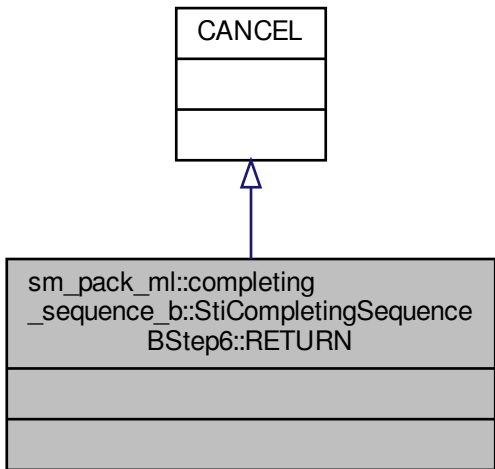 CANCEL
sm_pack_ml::completing
_sequence_b::StiCompletingSequence
BStep6::RETURN